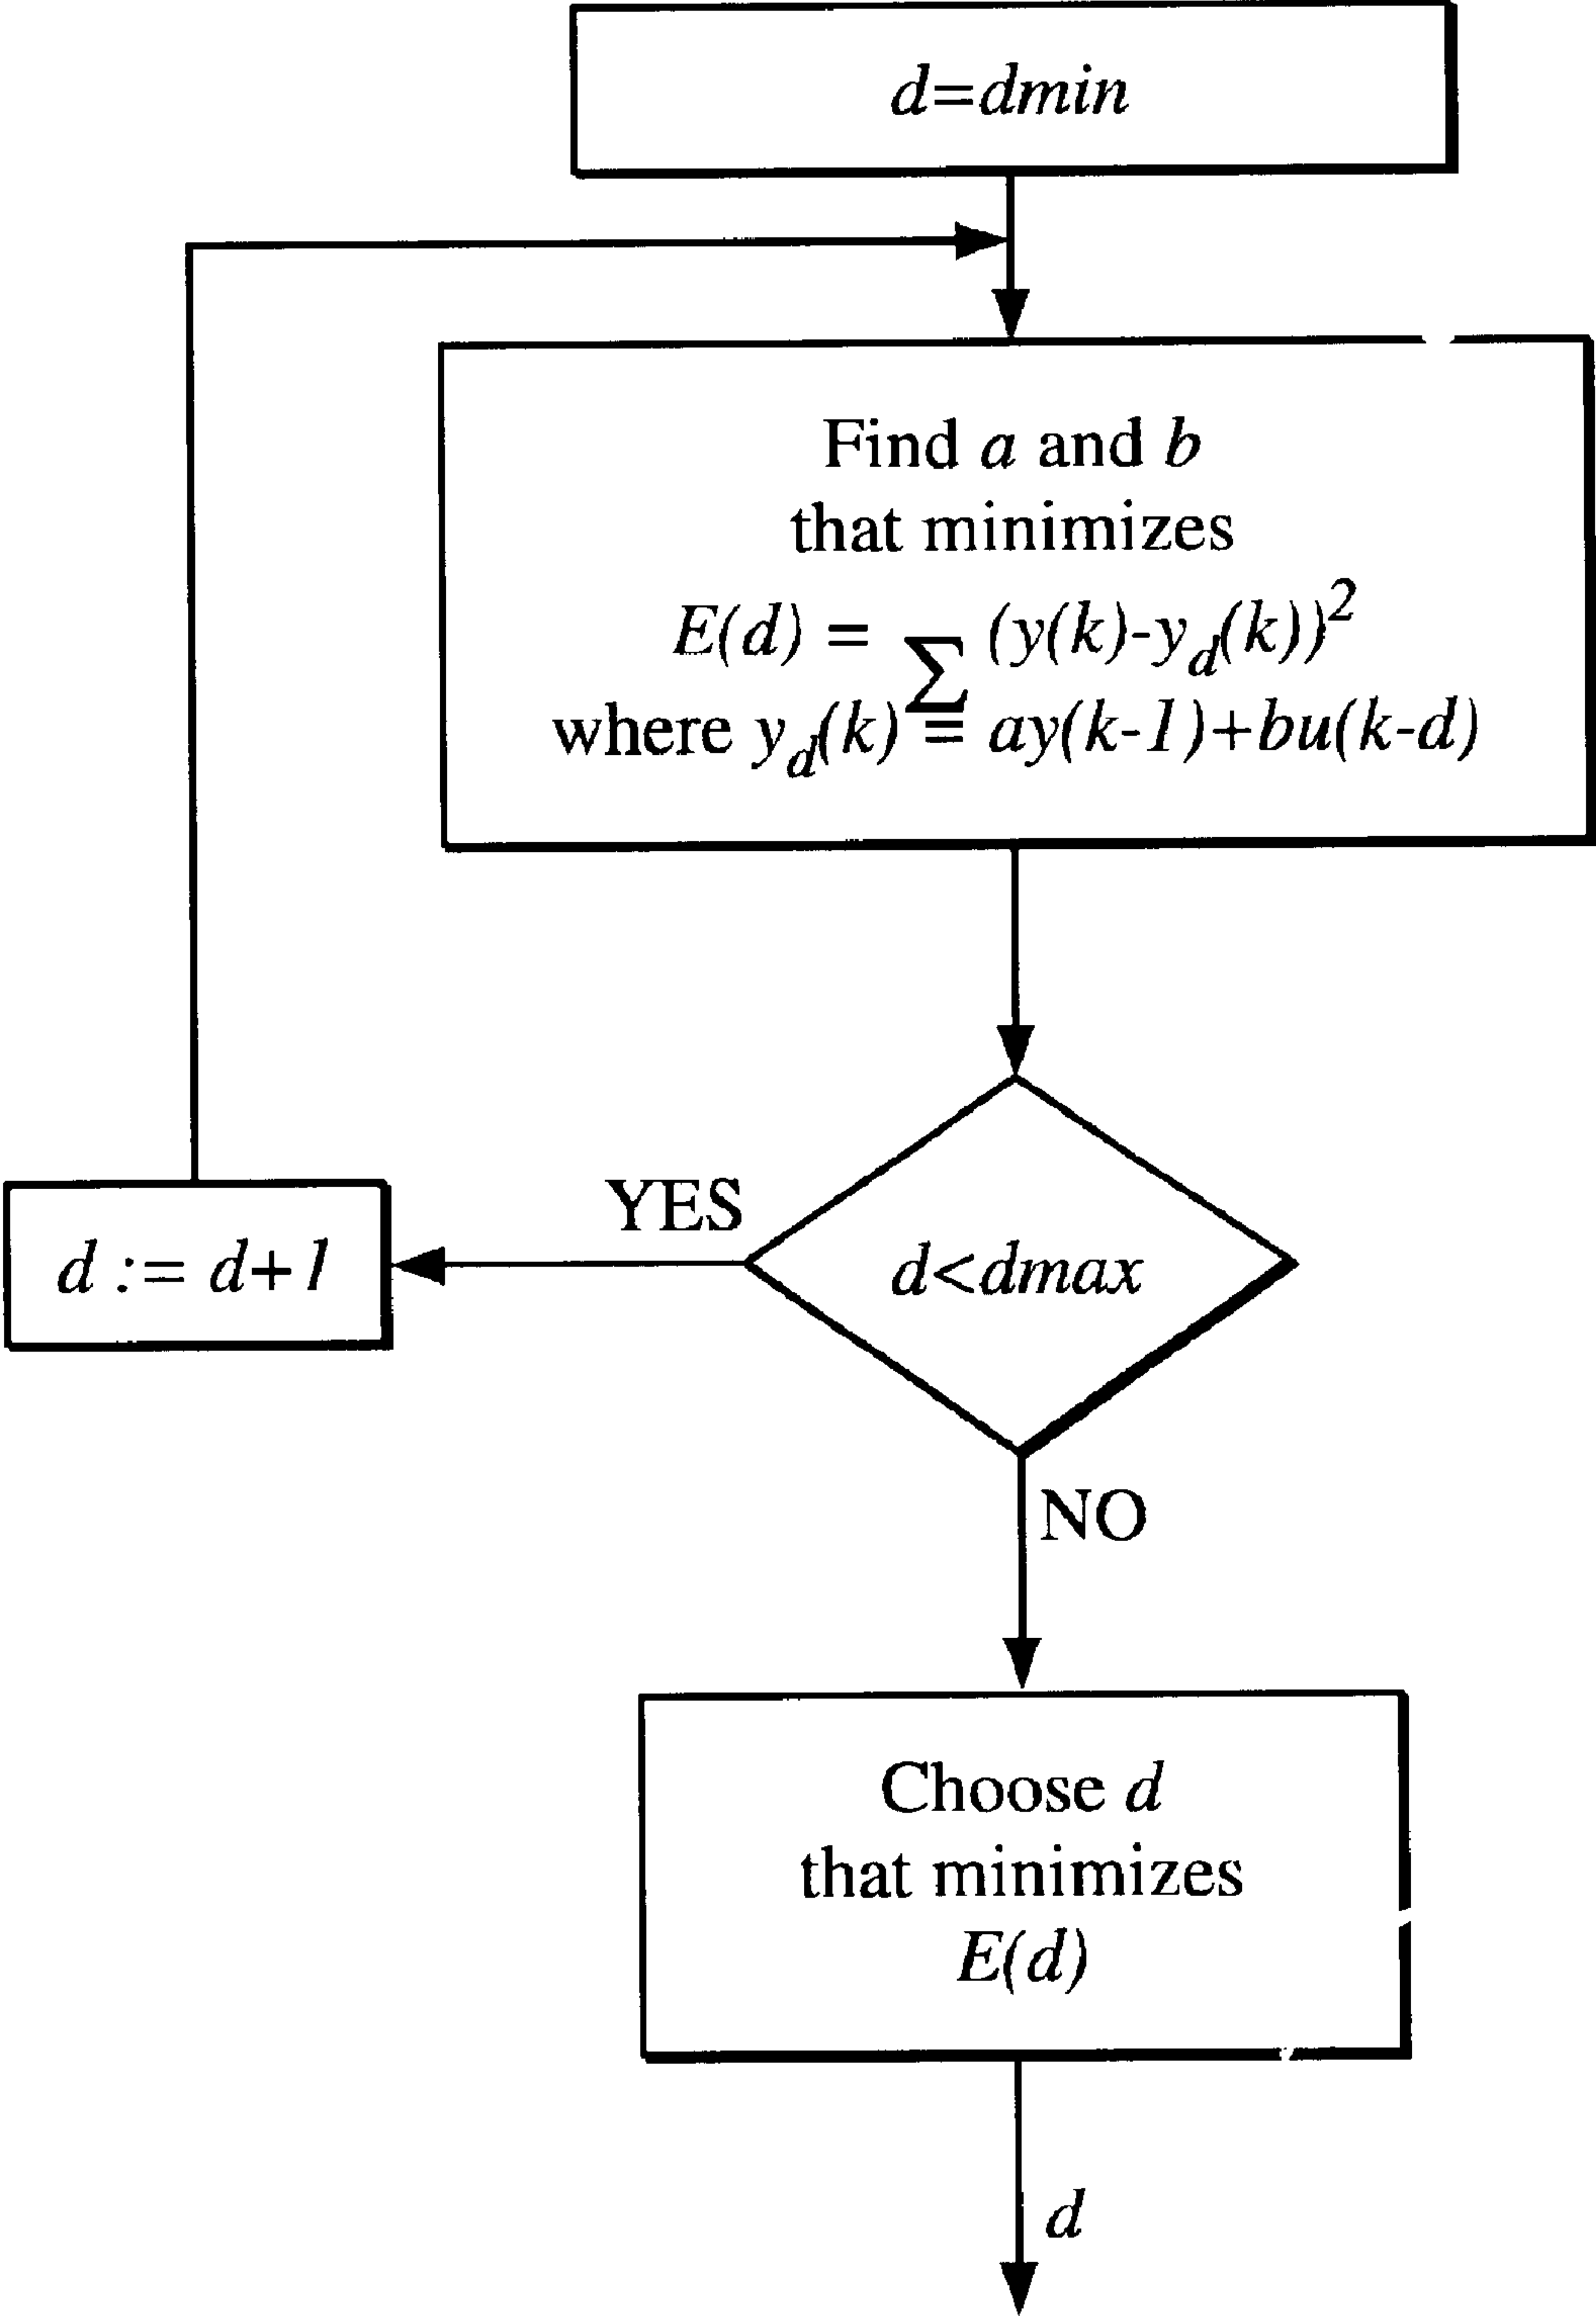 d=dmin
Find a and b
that minimizes
E(d) = ∑ (y(k)-y_d(k))^2
where y_d(k) = ay(k-1)+bu(k-d)
YES
d := d+1
d<dmax
NO
Choose d
that minimizes
E(d)
d